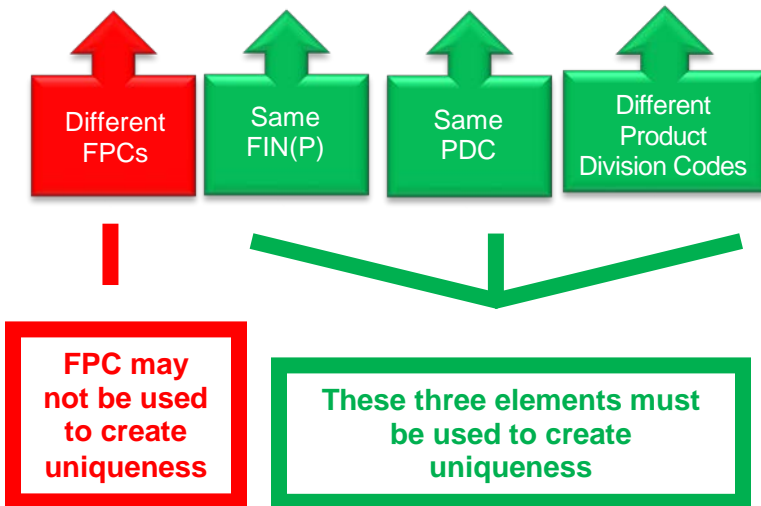 Different
FPCs
Same
FIN(P)
Same
PDC
Different
Product
Division Codes
FPC may
not be used
to create
uniqueness
These three elements must
be used to create
uniqueness